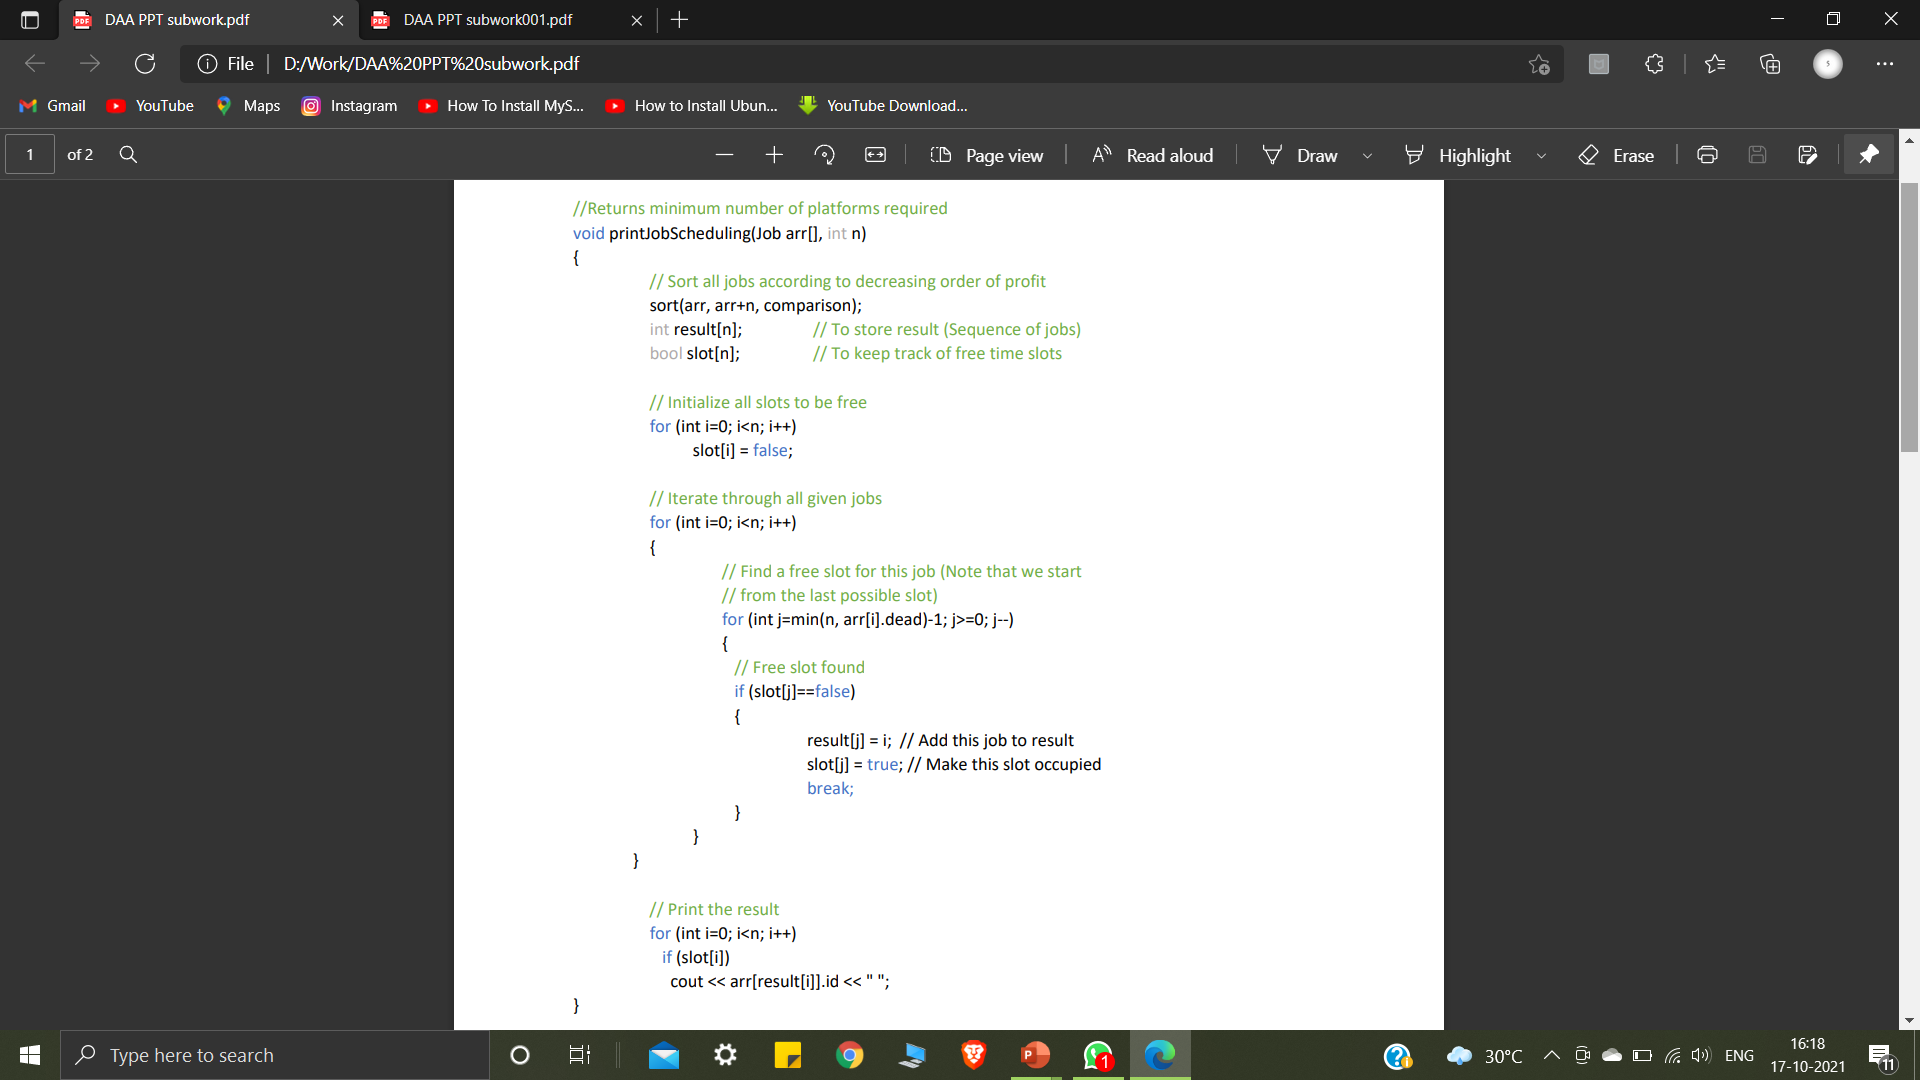 DAA PPT subwork.pdf
DAA PPT subwork001.pdf
File D:/Work/DAA%20PPT%20subwork.pdf
Gmail YouTube Maps Instagram How To Install MyS... How to Install Ubun... YouTube Download...
1 of 2 Page view Read aloud Draw Highlight Erase
//Returns minimum number of platforms required
void printJobScheduling(Job arr[], int n)
{
// Sort all jobs according to decreasing order of profit
sort(arr, arr+n, comparison);
int result[n]; // To store result (Sequence of jobs)
bool slot[n]; // To keep track of free time slots
// Initialize all slots to be free
for (int i=0; i<n; i++)
slot[i] = false;
// Iterate through all given jobs
for (int i=0; i<n; i++)
{
// Find a free slot for this job (Note that we start
// from the last possible slot)
for (int j=min(n, arr[i].dead)-1; j>=0; j--)
{
// Free slot found
if (slot[j]==false)
{
result[j] = i; // Add this job to result
slot[j] = true; // Make this slot occupied
break;
}
}
}
// Print the result
for (int i=0; i<n; i++)
if (slot[i])
cout << arr[result[i]].id << " ";
}
Type here to search
1
30°C
ENG
16:18
17-10-2021
11